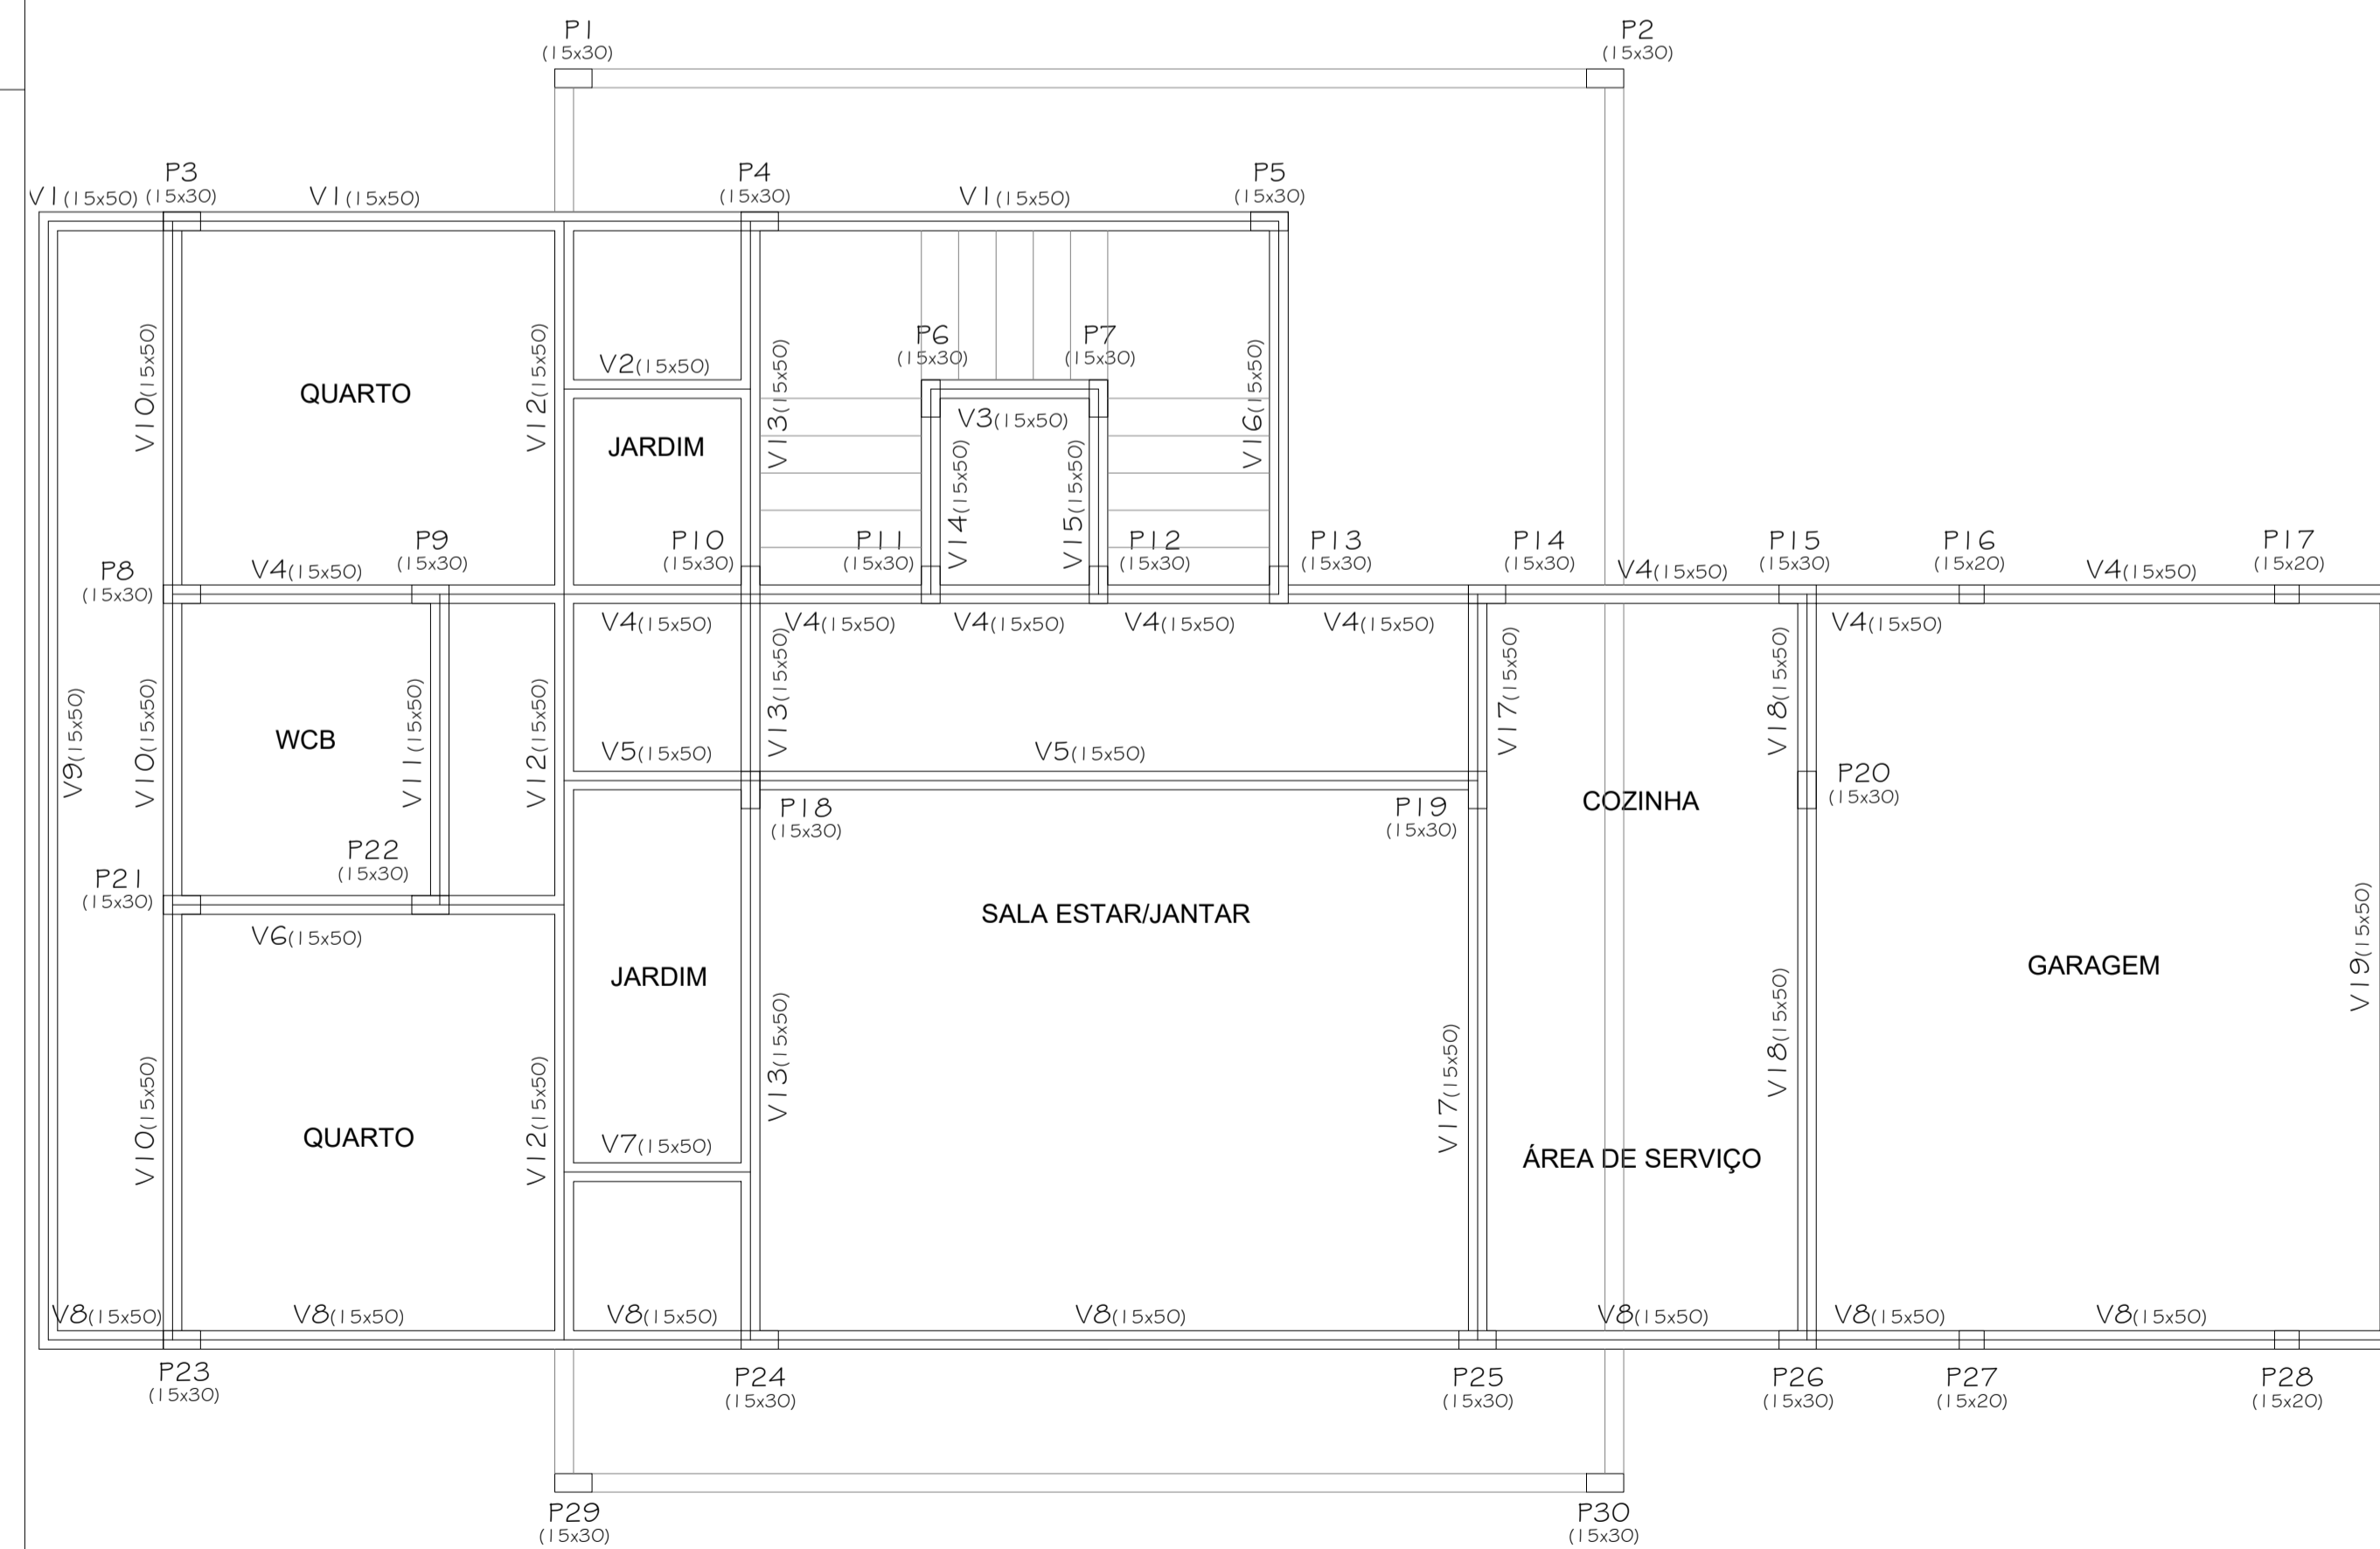 P1
(15x30)
P2
(15x30)
P3
(15x30)
P4
(15x30)
P5
(15x30)
V1(15x50)
V1(15x50)
V1(15x50)
P6
(15x30)
P7
(15x30)
V10(15x50)
QUARTO
V12(15x50)
V2(15x50)
JARDIM
V13(15x50)
V3(15x50)
V14(15x50)
V15(15x50)
V16(15x50)
P8
(15x30)
V4(15x50)
P9
(15x30)
P10
(15x30)
P11
(15x30)
P12
(15x30)
P13
(15x30)
P14
(15x30)
V4(15x50)
P15
(15x30)
P16
(15x20)
V4(15x50)
P17
(15x20)
V4(15x50)
V4(15x50)
V4(15x50)
V4(15x50)
V4(15x50)
V4(15x50)
V9(15x50)
V10(15x50)
WCB
V11(15x50)
V12(15x50)
V5(15x50)
V13(15x50)
V5(15x50)
V17(15x50)
V18(15x50)
P18
(15x30)
P19
(15x30)
COZINHA
P20
(15x30)
P21
(15x30)
P22
(15x30)
V6(15x50)
SALA ESTAR/JANTAR
JARDIM
GARAGEM
V19(15x50)
V10(15x50)
QUARTO
V12(15x50)
V7(15x50)
V13(15x50)
V17(15x50)
V18(15x50)
ÁREA DE SERVIÇO
V8(15x50)
V8(15x50)
V8(15x50)
V8(15x50)
V8(15x50)
V8(15x50)
V8(15x50)
P23
(15x30)
P24
(15x30)
P25
(15x30)
P26
(15x30)
P27
(15x20)
P28
(15x20)
P29
(15x30)
P30
(15x30)